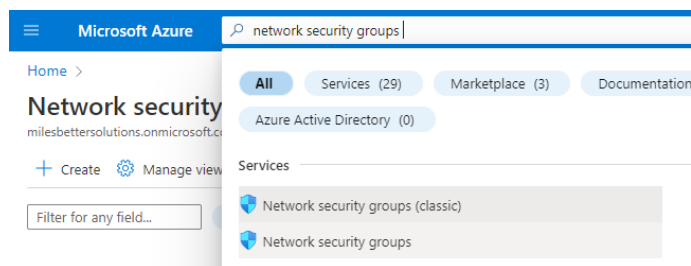 Microsoft Azure
network security groups
Home >
Network security
milesbettersolutions.onmicrosoft.c
All
Services (29)
Marketplace (3)
Documentation
Azure Active Directory (0)
+ Create
Manage view
Services
Filter for any field...
Network security groups (classic)
Network security groups